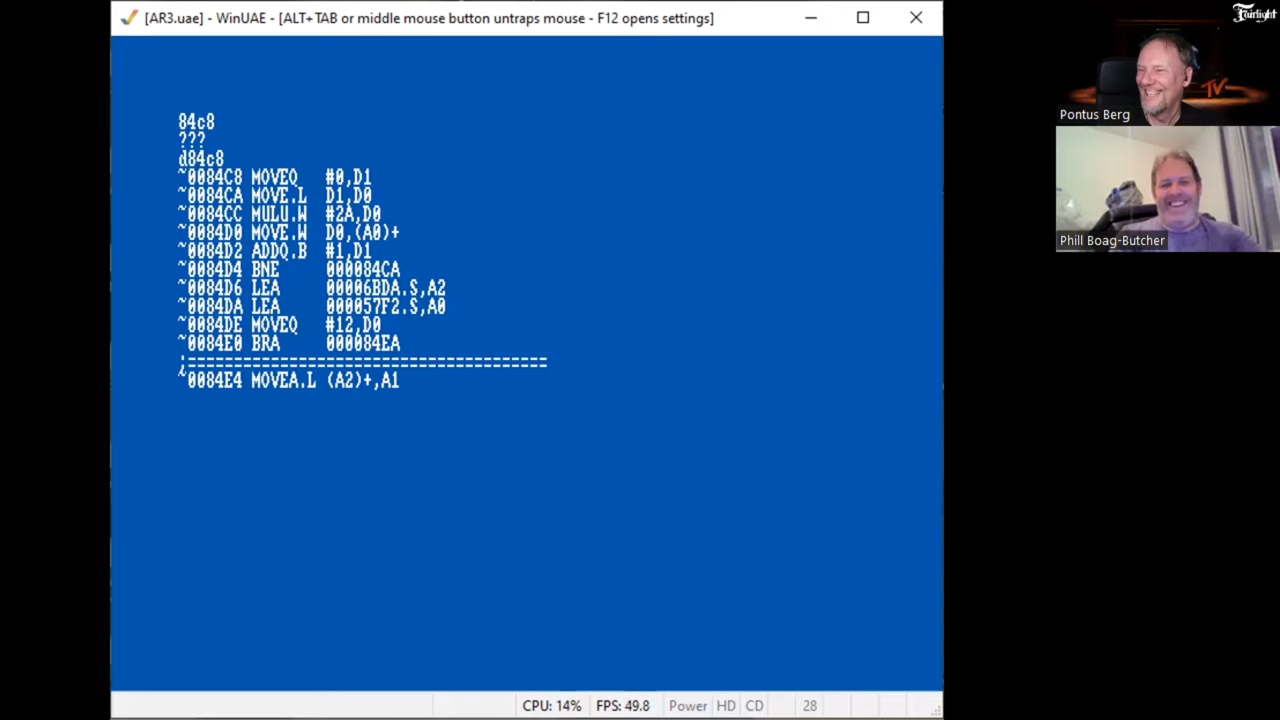 [AR3.uae] - WinUAE - [ALT+TAB or middle mouse button untraps mouse - F12 opens settings]
Fairlight
TV
Pontus Berg
Phill Boag-Butcher
84c8
???
d84c8
~0084C8 MOVEQ #0,D1
~0084CA MOVE.L D1,D0
~0084CC MULU.W #2A,D0
~0084D0 MOVE.W D0,(A0)+
~0084D2 ADDQ.B #1,D1
~0084D4 BNE 000084CA
~0084D6 LEA 00006BDA.S,A2
~0084DA LEA 000057F2.S,A0
~0084DE MOVEQ #12,D0
~0084E0 BRA 000084EA
;=======================================
~0084E4 MOVEA.L (A2)+,A1
CPU: 14% FPS: 49.8 Power HD CD 28